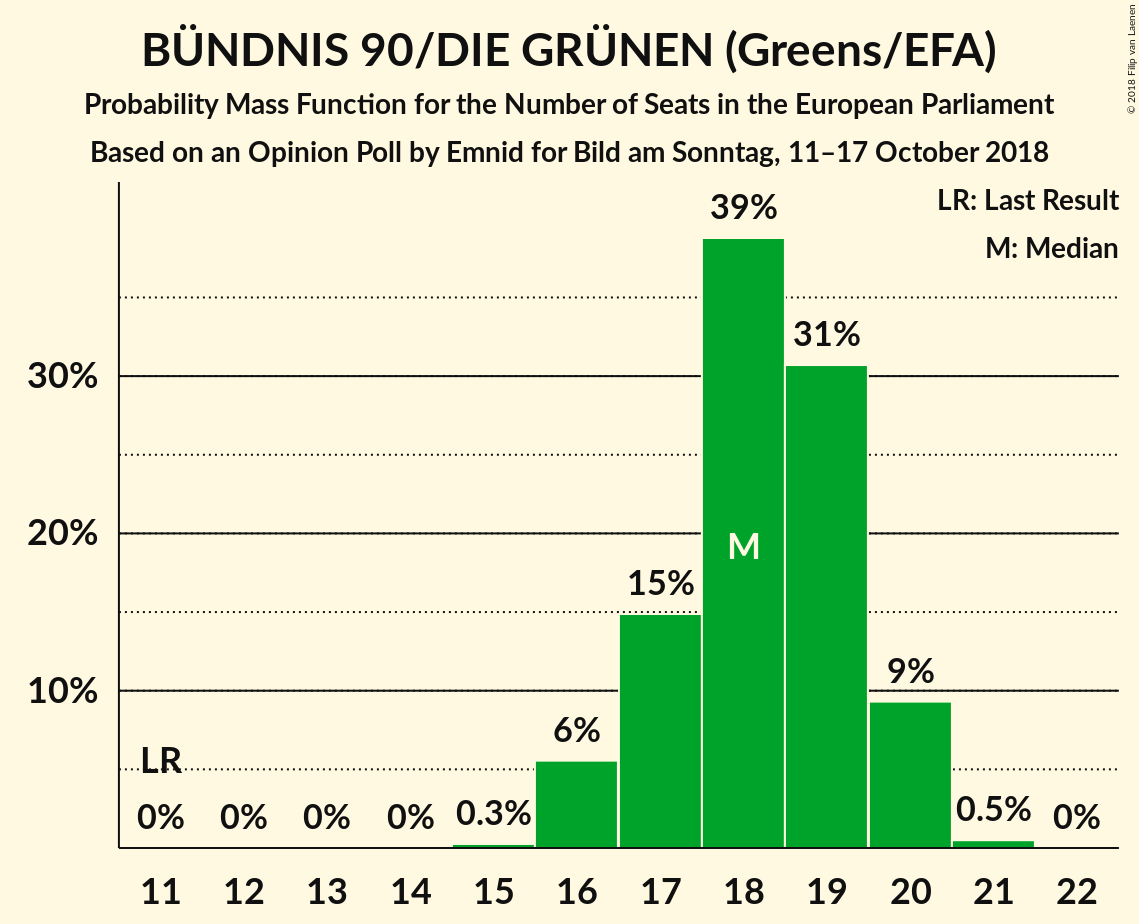 BÜNDNIS 90/DIE GRÜNEN (Greens/EFA)
Probability Mass Function for the Number of Seats in the European Parliament
Based on an Opinion Poll by Emnid for Bild am Sonntag, 11–17 October 2018
© 2018 Filip van Laenen
LR: Last Result
M: Median
39%
31%
30%
20%
M
15%
10%
9%
6%
LR
0% 0% 0% 0% 0.3% 0.5% 0%
11 12 13 14 15 16 17 18 19 20 21 22